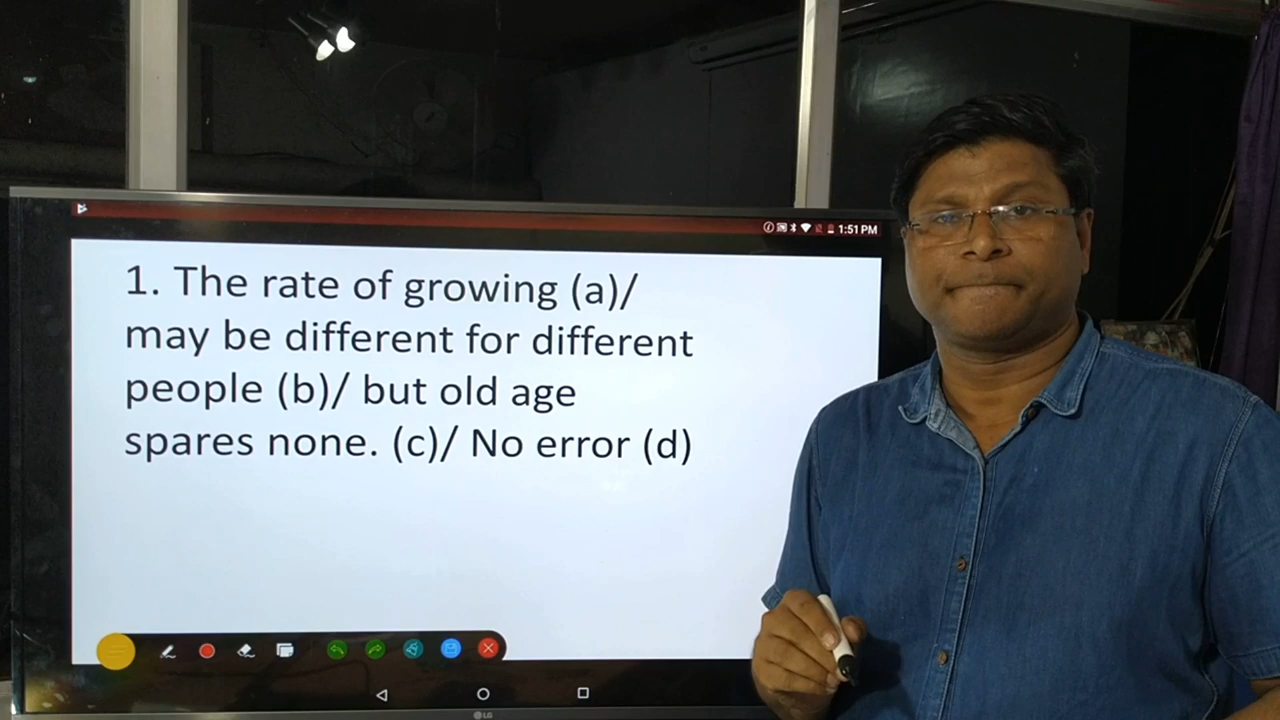 1:51 PM
1. The rate of growing (a)/
may be different for different
people (b)/ but old age
spares none. (c)/ No error (d)
LG